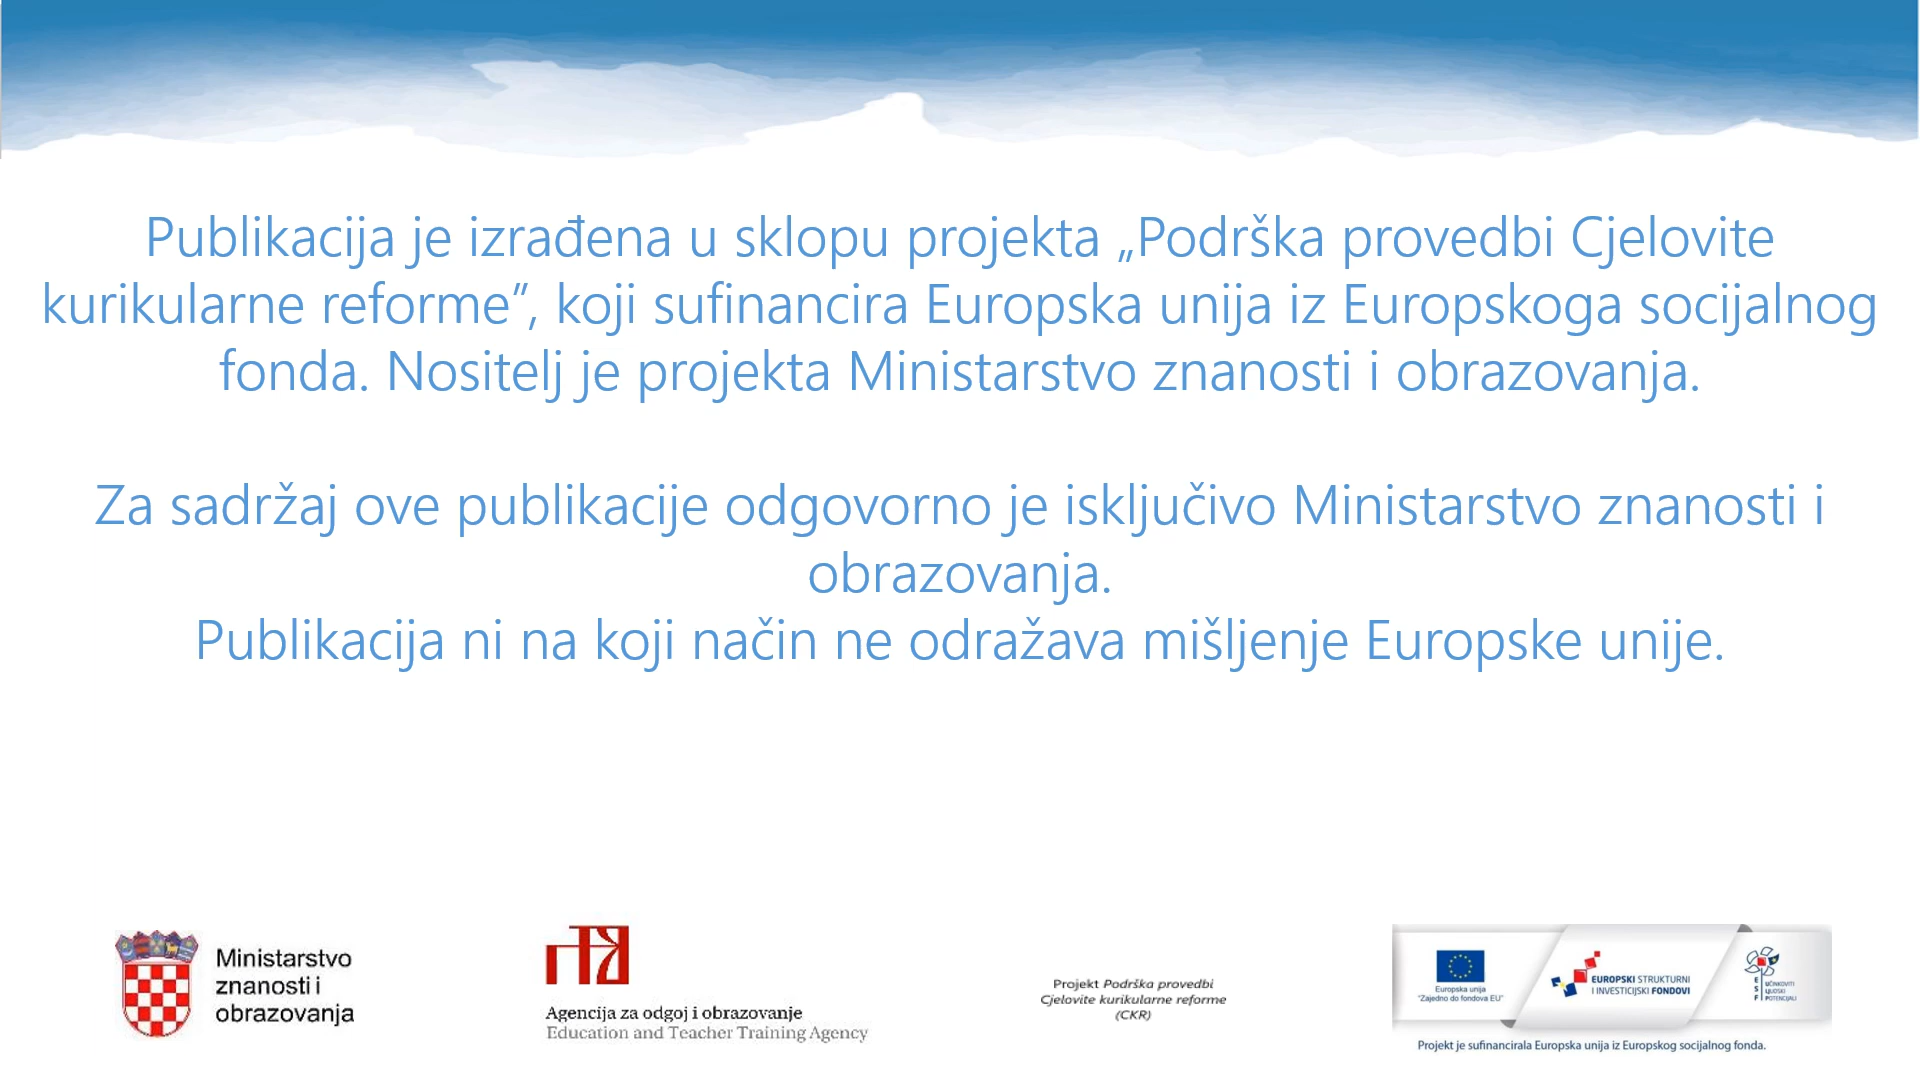 Publikacija je izrađena u sklopu projekta „Podrška provedbi Cjelovite
kurikularne reforme”, koji sufinancira Europska unija iz Europskoga socijalnog
fonda. Nositelj je projekta Ministarstvo znanosti i obrazovanja.
Za sadržaj ove publikacije odgovorno je isključivo Ministarstvo znanosti i
obrazovanja.
Publikacija ni na koji način ne odražava mišljenje Europske unije.
Ministarstvo
znanosti i
obrazovanja
Agencija za odgoj i obrazovanje
Education and Teacher Training Agency
Projekt Podrška provedbi
Cjelovite kurikularne reforme
(CKR)
Europska unija
"Zajedno do fondova EU"
EUROPSKI STRUKTURNI
I INVESTICIJSKI FONDOVI
ESF
UČINKOVITI
LJUDSKI
POTENCIJALI
Projekt je sufinancirala Europska unija iz Europskog socijalnog fonda.